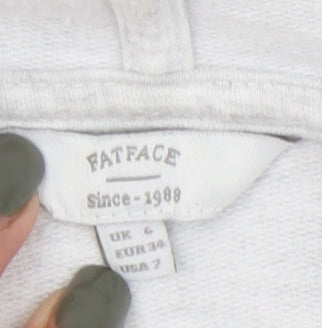 FATFACE
Since-1988
UK 6
EUR 34
USA 2